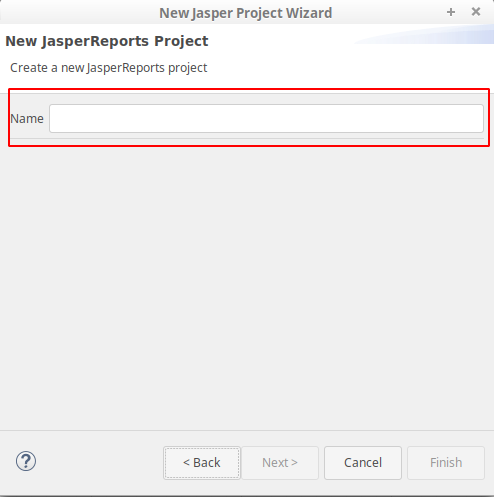 New Jasper Project Wizard
New JasperReports Project
Create a new JasperReports project
Name
? < Back Next > Cancel Finish